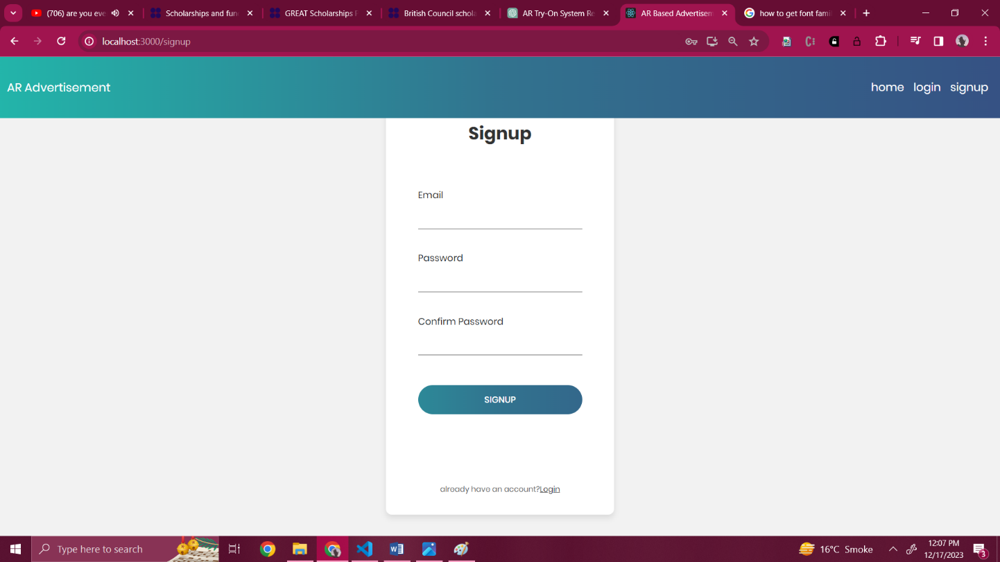 (706) are you eve
Scholarships and fun
GREAT Scholarships
British Council schola
AR Try-On System Re
AR Based Advertisem
how to get font fami
localhost:3000/signup
AR Advertisement
home login signup
Signup
Email
Password
Confirm Password
SIGNUP
already have an account?Login
Type here to search
16°C Smoke
12:07 PM
12/17/2023
3